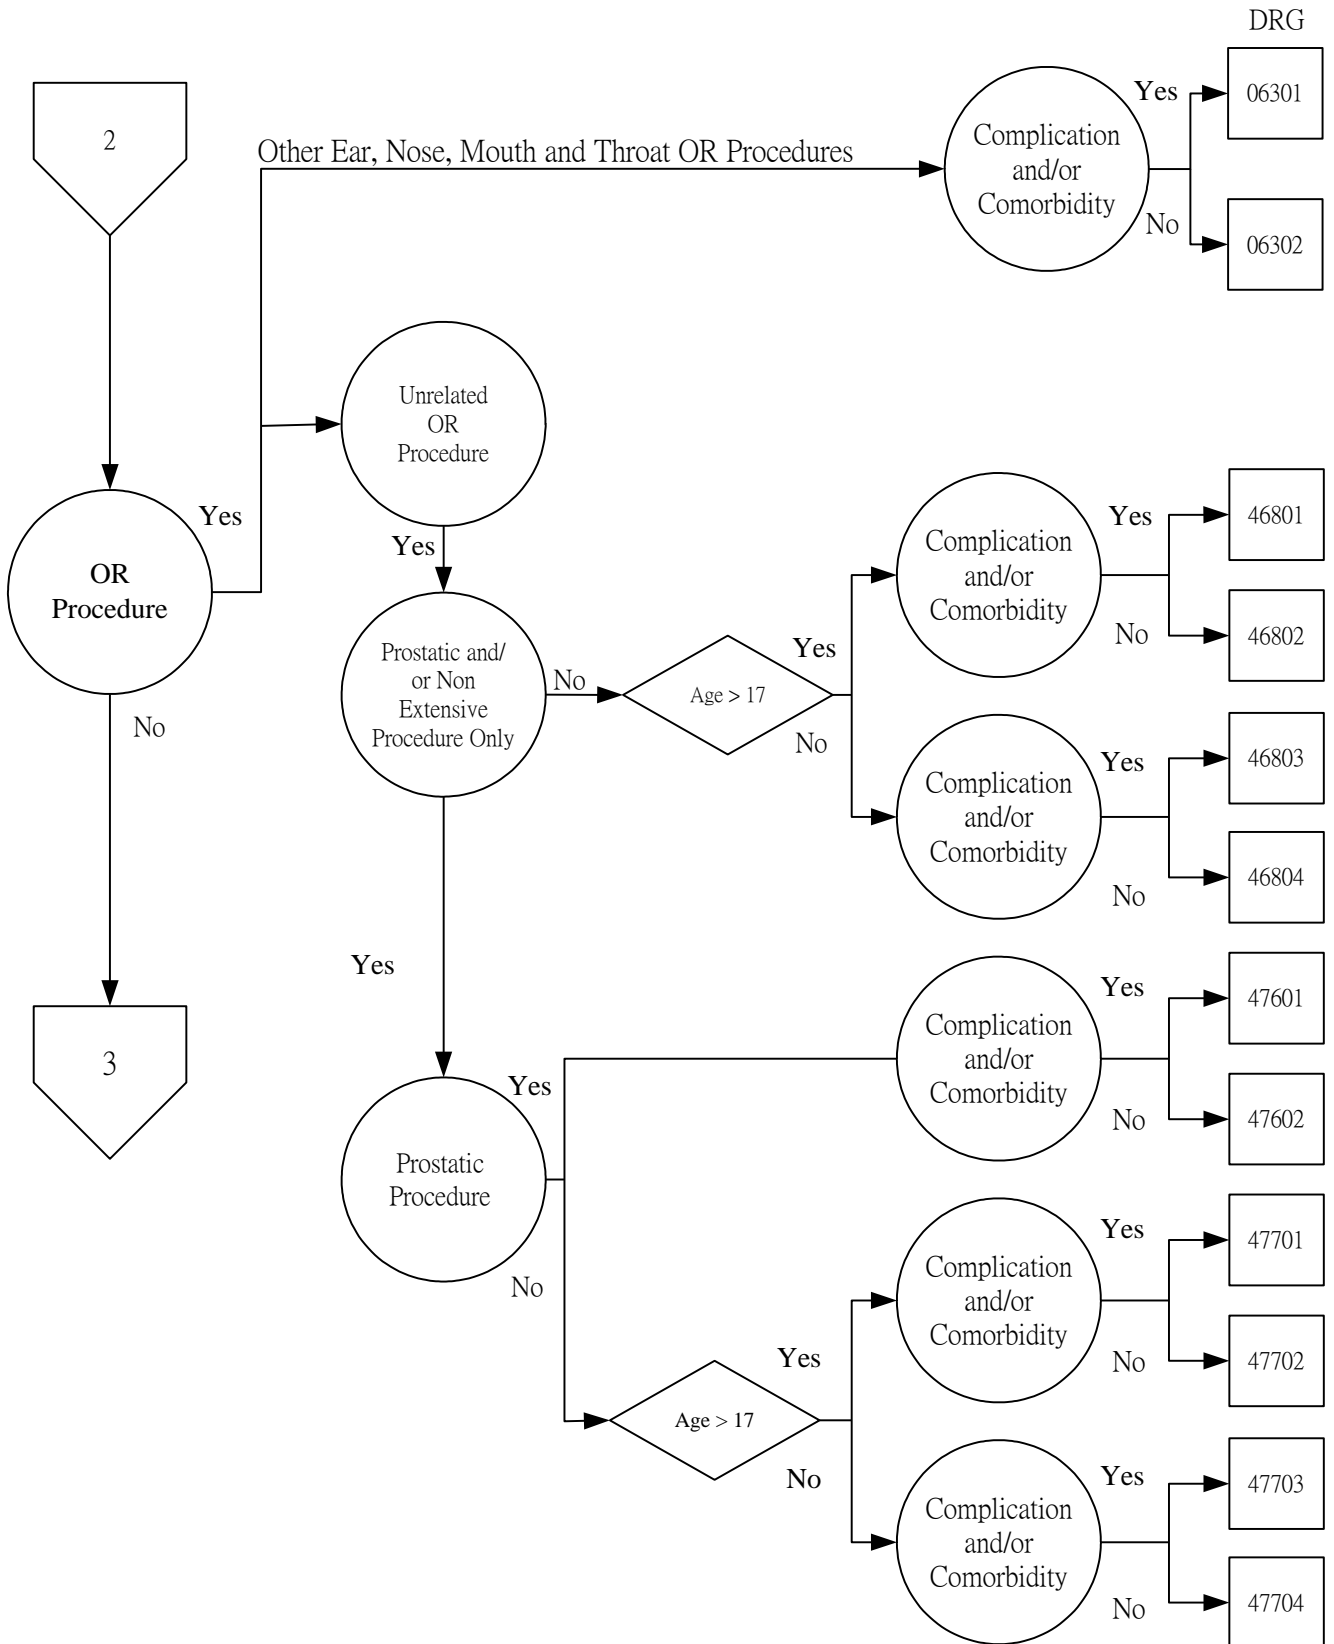 DRG
2
Other Ear, Nose, Mouth and Throat OR Procedures
Complication
and/or
Comorbidity
Yes
06301
No
06302
Unrelated
OR
Procedure
Yes
OR
Procedure
Yes
No
3
Prostatic and/
or Non
Extensive
Procedure Only
No
Age > 17
Yes
No
Complication
and/or
Comorbidity
Yes
46801
No
46802
Complication
and/or
Comorbidity
Yes
46803
No
46804
Yes
Prostatic
Procedure
Yes
No
Complication
and/or
Comorbidity
Yes
47601
No
47602
Age > 17
Yes
No
Complication
and/or
Comorbidity
Yes
47701
No
47702
Complication
and/or
Comorbidity
Yes
47703
No
47704